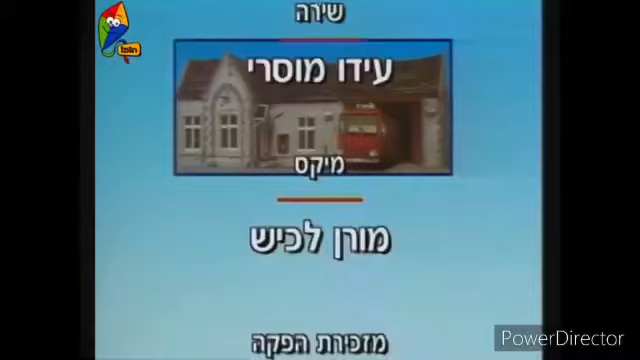 שירה
עידו מוסרי
מיקס
מורן לכיש
מזכירת הפקה
PowerDirector